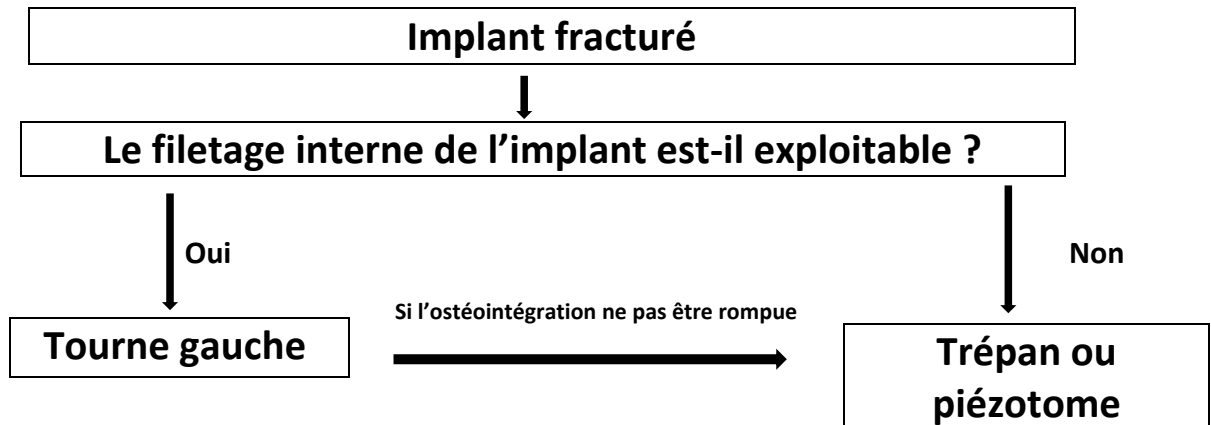 Implant fracturé
Le filetage interne de l’implant est-il exploitable ?
Oui
Non
Si l’ostéointégration ne pas être rompue
Tourne gauche
Trépan ou
piézotome